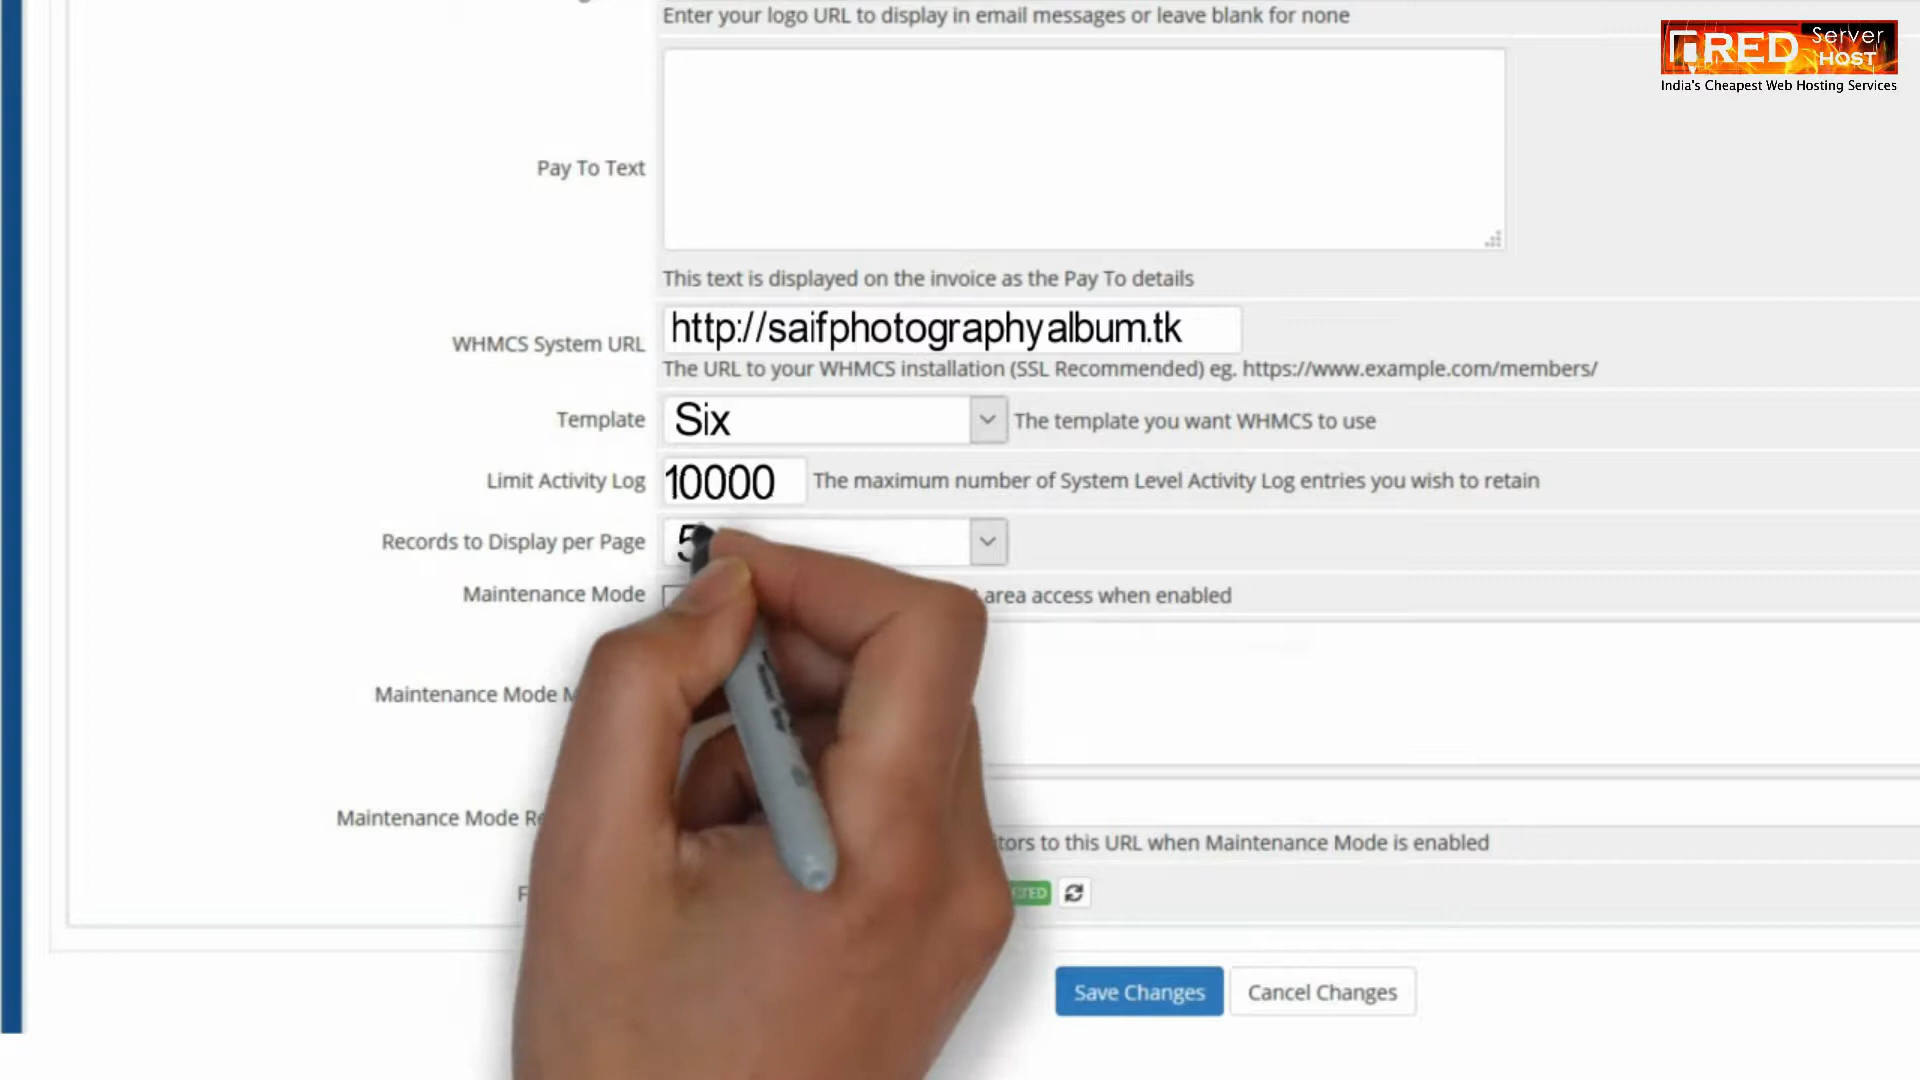 Enter your logo URL to display in email messages or leave blank for none
RED Server HOST
India's Cheapest Web Hosting Services
Pay To Text
This text is displayed on the invoice as the Pay To details
WHMCS System URL http://saifphotographyalbum.tk
The URL to your WHMCS installation (SSL Recommended) eg. https://www.example.com/members/
Template Six The template you want WHMCS to use
Limit Activity Log 10000 The maximum number of System Level Activity Log entries you wish to retain
Records to Display per Page 5
Maintenance Mode area access when enabled
Maintenance Mode
Maintenance Mode
to this URL when Maintenance Mode is enabled
Save Changes Cancel Changes